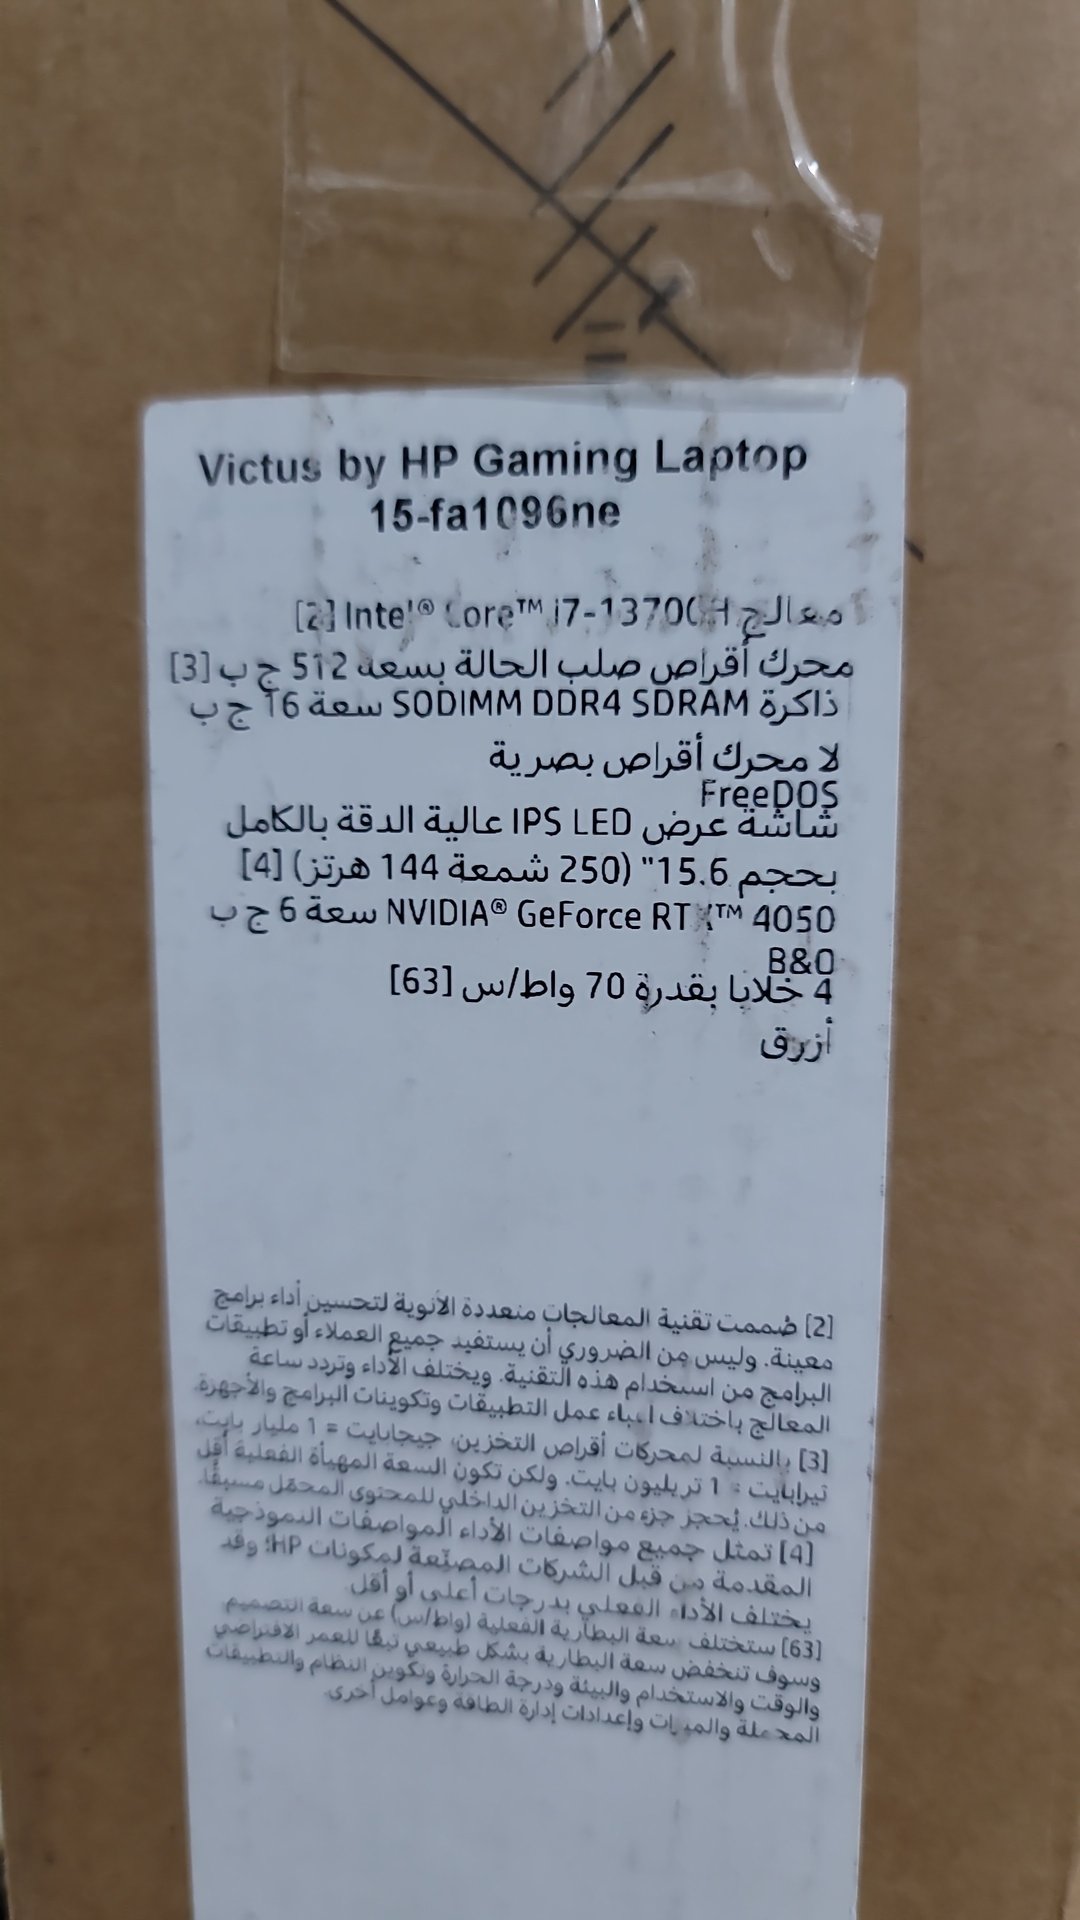 Victus by HP Gaming Laptop
15-fa1096ne
معالج Intel® Core™ i7-13700H [2]
محرك أقراص صلب الحالة بسعة 512 ج ب [3]
ذاكرة SODIMM DDR4 SDRAM سعة 16 ج ب
لا محرك أقراص بصرية
FreeDOS
شاشة عرض IPS LED عالية الدقة بالكامل
بحجم 15.6" (250 شمعة 144 هرتز) [4]
NVIDIA® GeForce RTX™ 4050 سعة 6 ج ب
B&O
4 خلايا بقدرة 70 واط/س [63]
أزرق
[2] صُممت تقنية المعالجات متعددة الأنوية لتحسين أداء برامج
معينة. وليس من الضروري أن يستفيد جميع العملاء أو تطبيقات
البرامج من استخدام هذه التقنية. ويختلف الأداء وتردد ساعة
المعالج باختلاف أعباء عمل التطبيقات وتكوينات البرامج والأجهزة.
[3] بالنسبة لمحركات أقراص التخزين، جيجابايت = 1 مليار بايت،
تيرابايت = 1 تريليون بايت. ولكن تكون السعة المهيأة الفعلية أقل
من ذلك. يُحجز جزء من التخزين الداخلي للمحتوى المحمّل مسبقًا.
[4] تمثل جميع مواصفات الأداء المواصفات النموذجية
المقدمة من قبل الشركات المصنّعة لمكونات HP؛ وقد
يختلف الأداء الفعلي بدرجات أعلى أو أقل.
[63] ستختلف سعة البطارية الفعلية (واط/س) عن سعة التصميم
وسوف تنخفض سعة البطارية بشكل طبيعي تبعًا للعمر الافتراضي
والوقت والاستخدام والبيئة ودرجة الحرارة وتكوين النظام والتطبيقات
المحملة والميزات وإعدادات إدارة الطاقة وعوامل أخرى.